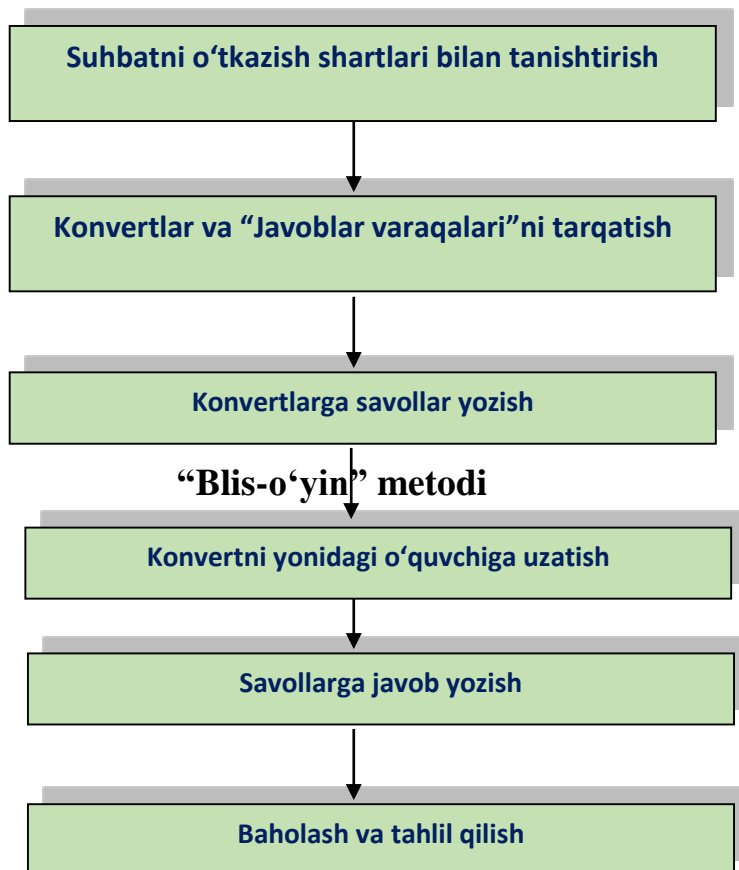 Suhbatni o‘tkazish shartlari bilan tanishtirish
Konvertlar va “Javoblar varaqalari”ni tarqatish
Konvertlarga savollar yozish
“Blis-o‘yin” metodi
Konvertni yonidagi o‘quvchiga uzatish
Savollarga javob yozish
Baholash va tahlil qilish